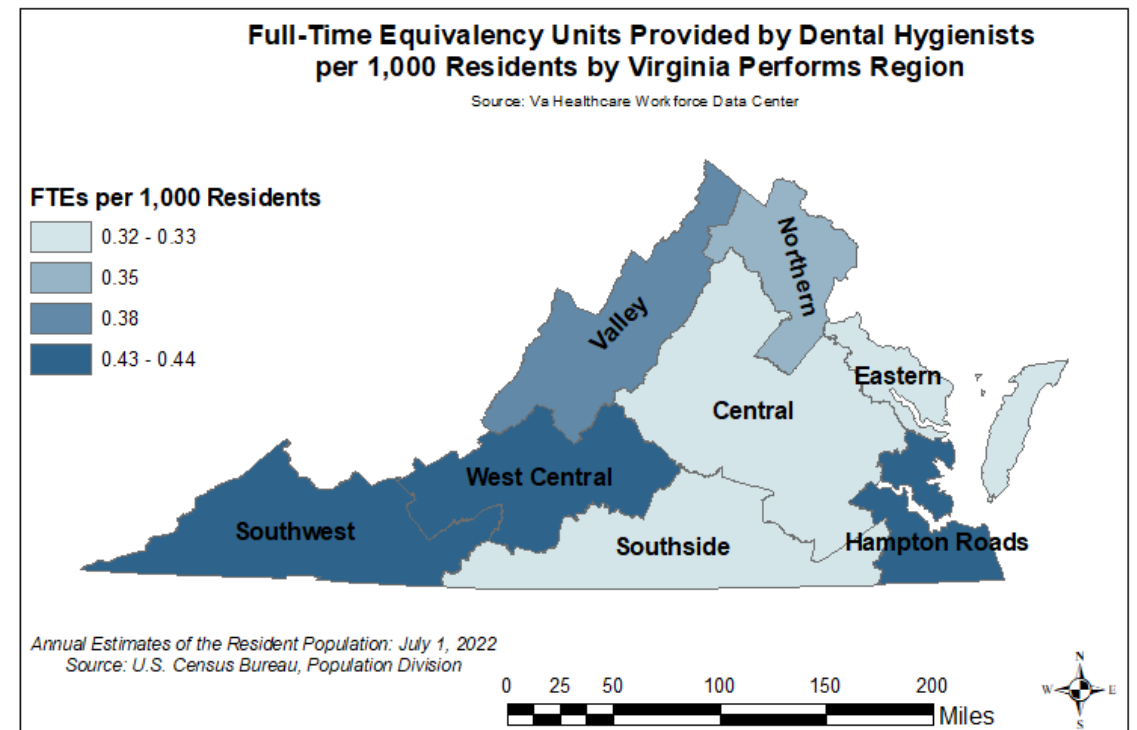 Full-Time Equivalency Units Provided by Dental Hygienists
per 1,000 Residents by Virginia Performs Region
Source: Va Healthcare Workforce Data Center
FTEs per 1,000 Residents
0.32 - 0.33
0.35
0.38
0.43 - 0.44
Northern
Valley
Eastern
Central
West Central
Southwest
Southside
Hampton Roads
Annual Estimates of the Resident Population: July 1, 2022
Source: U.S. Census Bureau, Population Division
0 25 50 100 150 200
Miles
N
W E
S